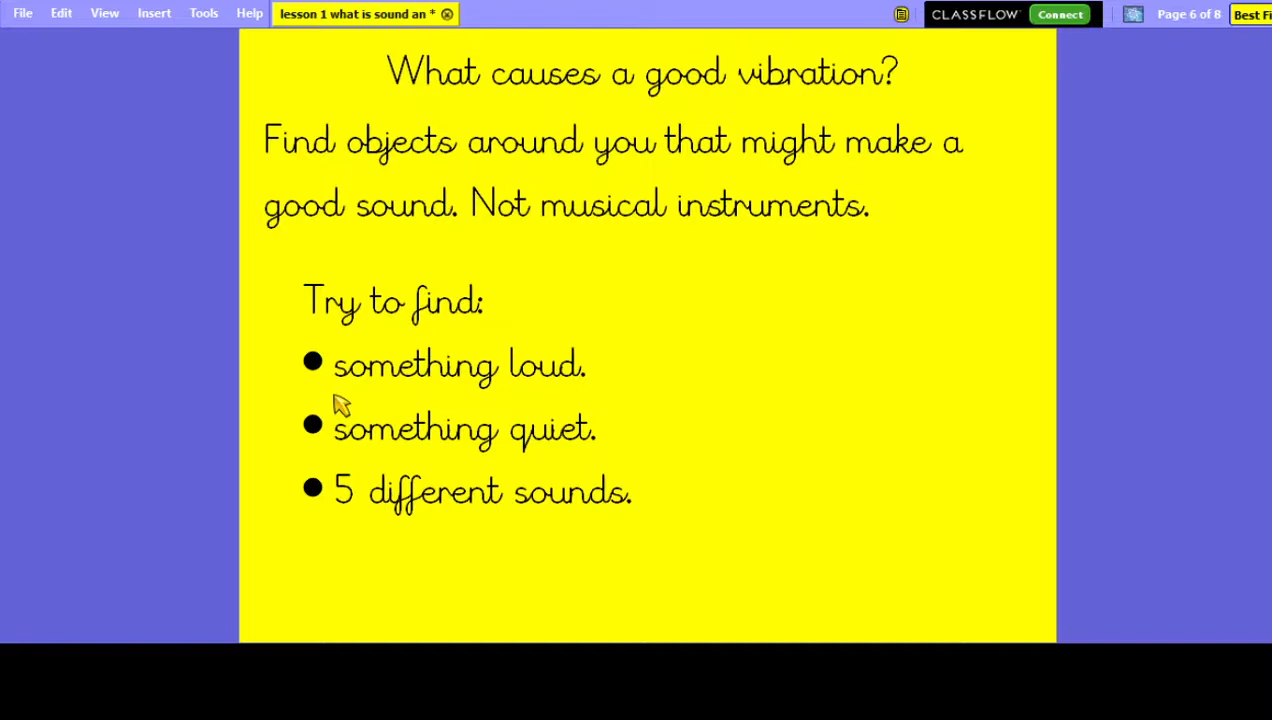 File Edit View Insert Tools Help lesson 1 what is sound an * CLASSFLOW Connect Page 6 of 8 Best Fi
What causes a good vibration?
Find objects around you that might make a
good sound. Not musical instruments.
Try to find:
● something loud.
● something quiet.
● 5 different sounds.